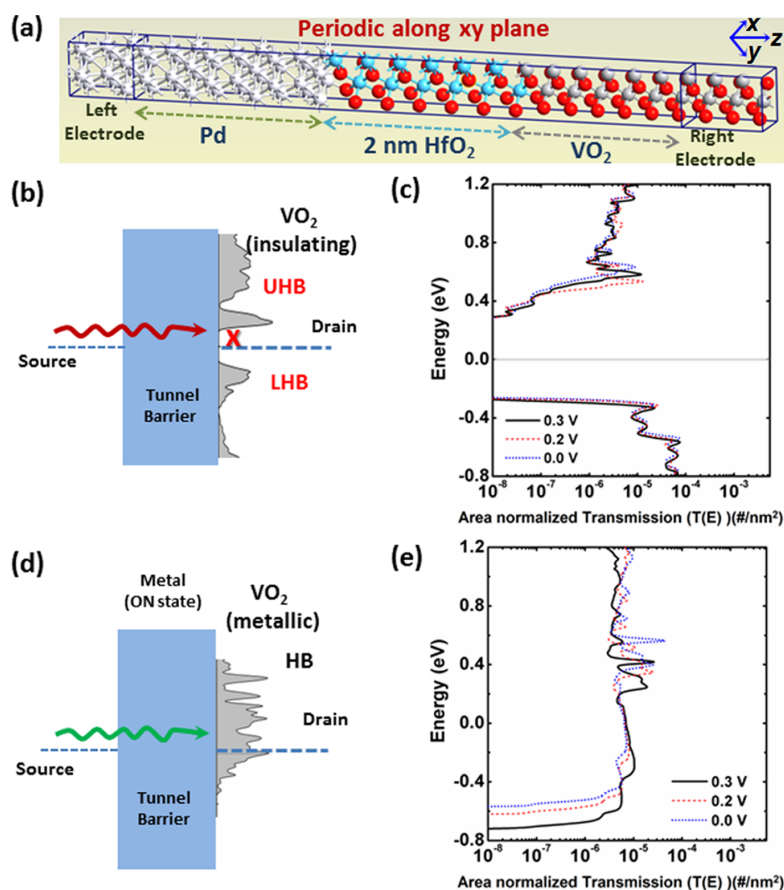 (a)
Periodic along xy plane
x
y
z
Left
Electrode
Pd
2 nm HfO₂
VO₂
Right
Electrode
(b)
VO₂
(insulating)
UHB
X
Drain
Source
LHB
Tunnel
Barrier
(c)
Energy (eV)
1.2
0.8
0.4
0.0
-0.4
-0.8
0.3 V
0.2 V
0.0 V
10⁻⁸ 10⁻⁷ 10⁻⁶ 10⁻⁵ 10⁻⁴ 10⁻³
Area normalized Transmission (T(E) )(#/nm²)
(d)
Metal
(ON state)
VO₂
(metallic)
HB
Drain
Source
Tunnel
Barrier
(e)
Energy (eV)
1.2
0.8
0.4
0.0
-0.4
-0.8
0.3 V
0.2 V
0.0 V
10⁻⁸ 10⁻⁷ 10⁻⁶ 10⁻⁵ 10⁻⁴ 10⁻³
Area normalized Transmission (T(E) )(#/nm²)